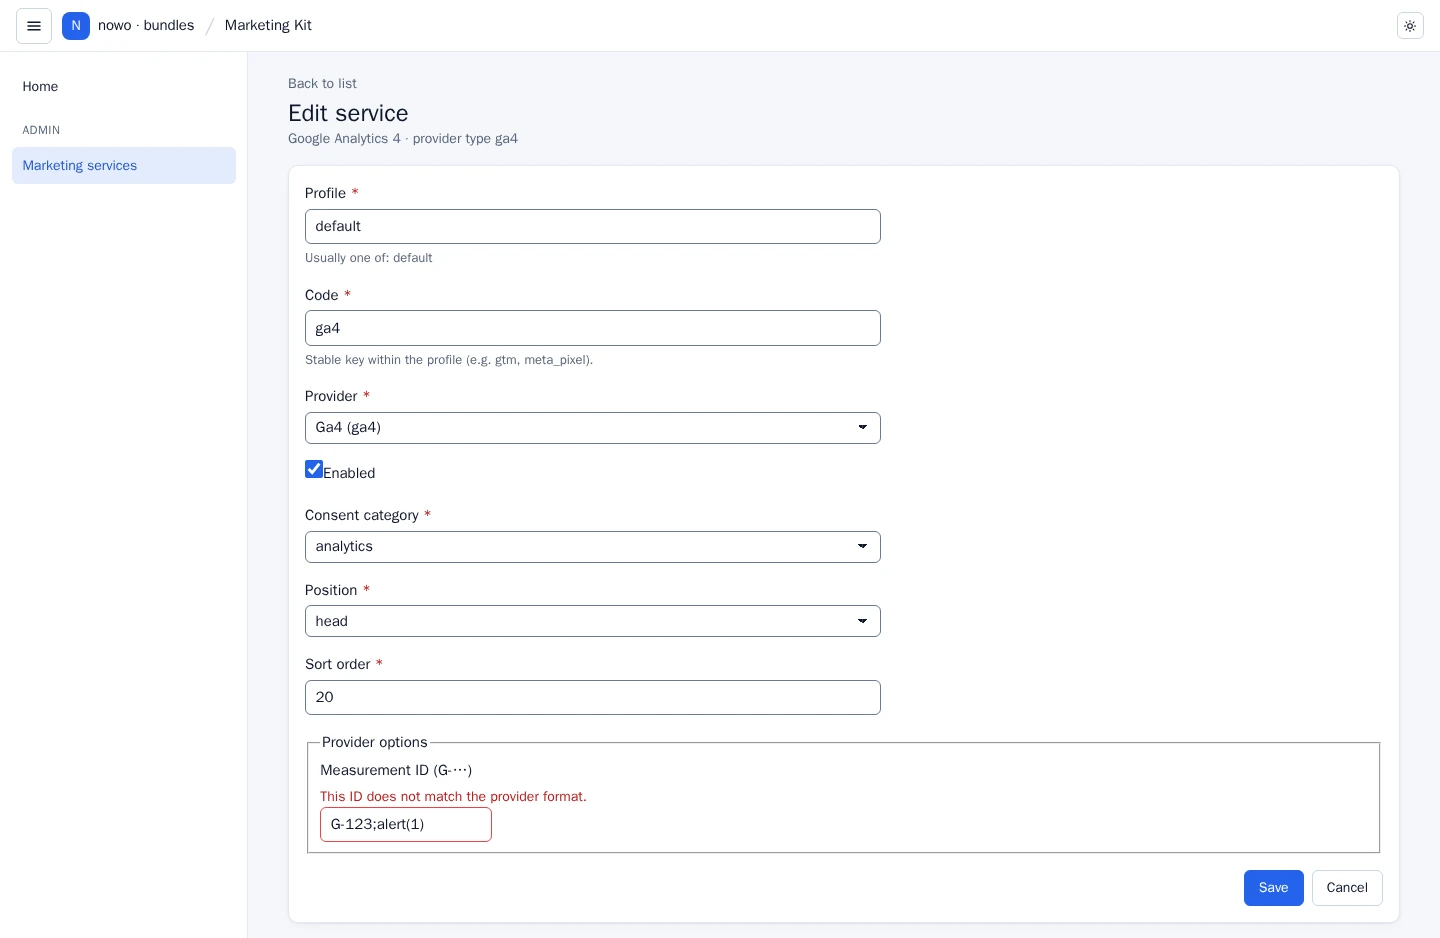 N nowo · bundles / Marketing Kit
Home
ADMIN
Marketing services
Back to list
Edit service
Google Analytics 4 · provider type ga4
Profile *
default
Usually one of: default
Code *
ga4
Stable key within the profile (e.g. gtm, meta_pixel).
Provider *
Ga4 (ga4)
Enabled
Consent category *
analytics
Position *
head
Sort order *
20
Provider options
Measurement ID (G-…)
This ID does not match the provider format.
G-123;alert(1)
Save
Cancel